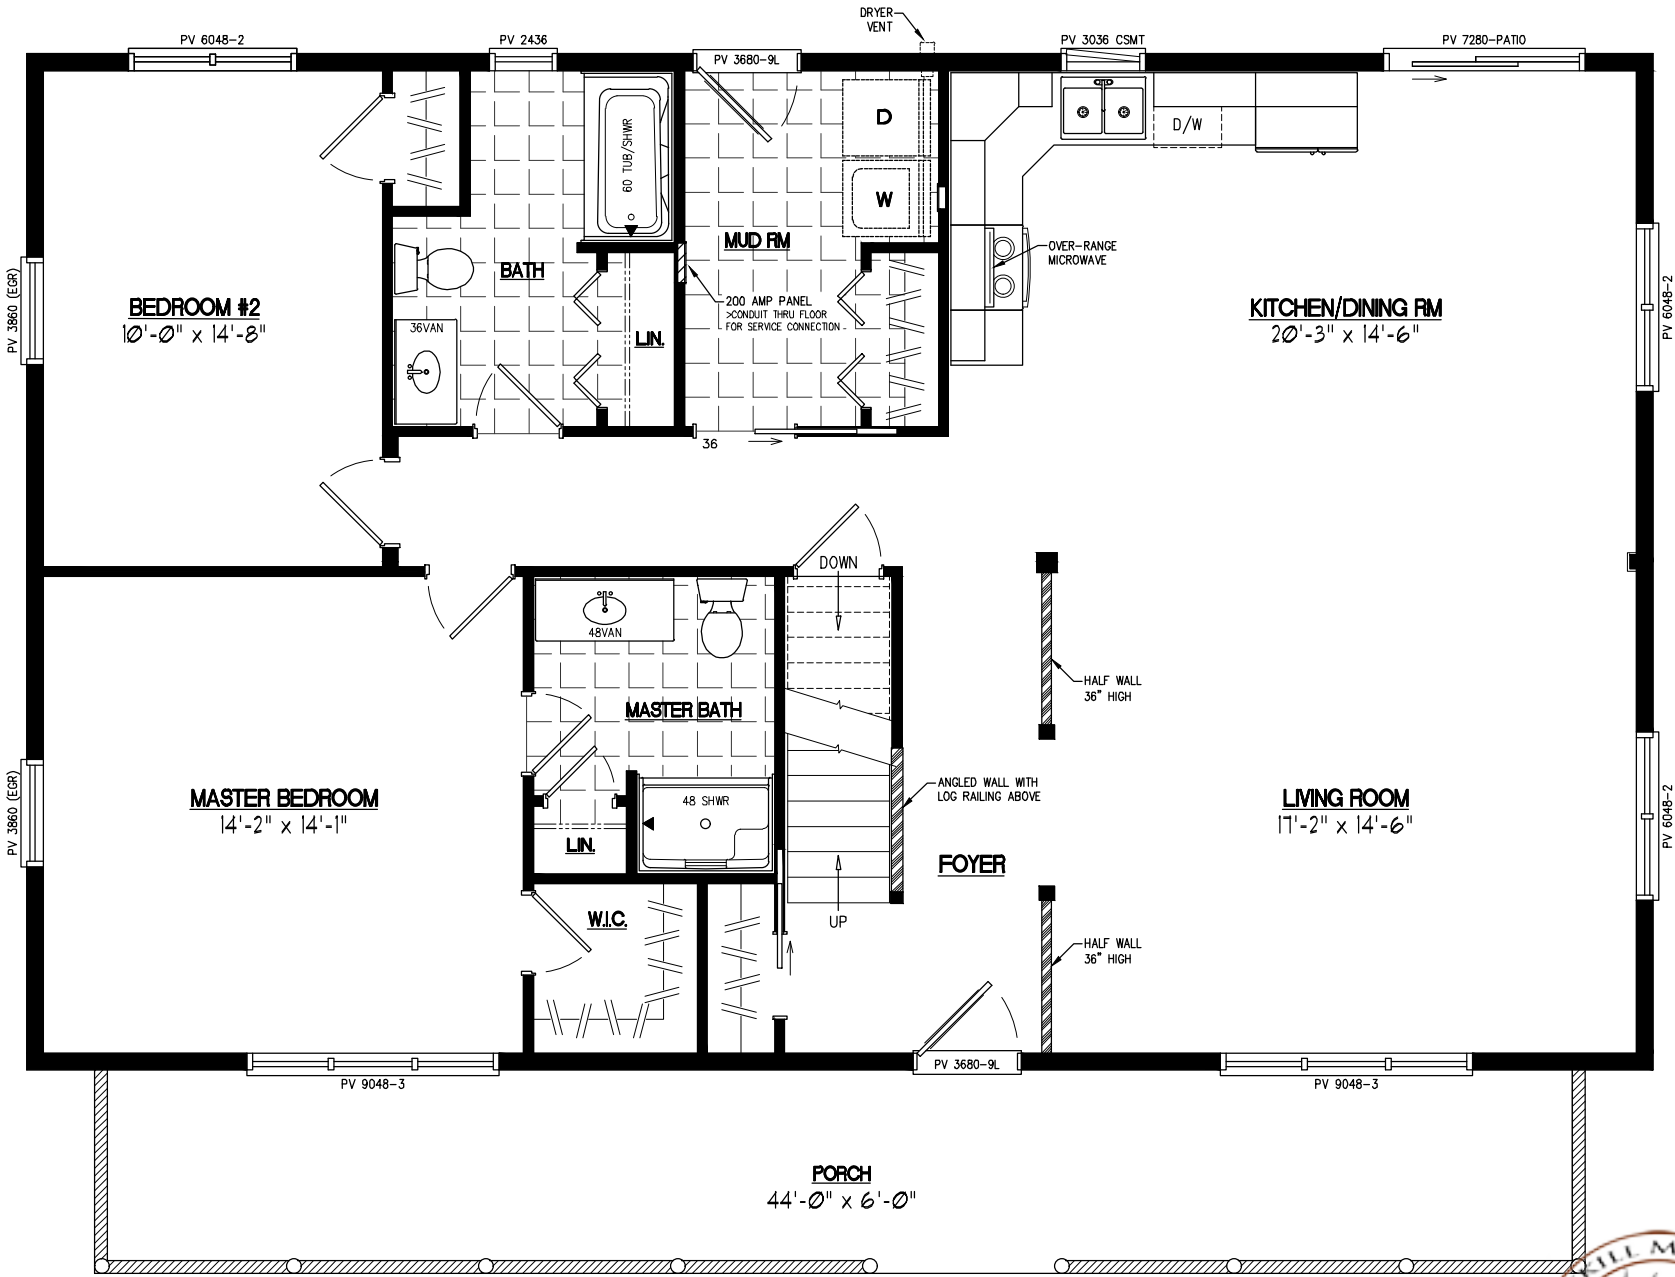 DRYER
VENT
PV 6048-2
PV 2436
PV 3680-9L
PV 3036 CSMT
PV 7280-PATIO
D
W
D/W
60 TUB/SHWR
MUD RM
BATH
OVER-RANGE
MICROWAVE
PV 3860 (EGR)
BEDROOM #2
10'-0" x 14'-8"
36VAN
LIN.
200 AMP PANEL
>CONDUIT THRU FLOOR
FOR SERVICE CONNECTION
KITCHEN/DINING RM
20'-3" x 14'-6"
PV 6048-2
36
DOWN
48VAN
HALF WALL
36" HIGH
MASTER BATH
PV 3860 (EGR)
MASTER BEDROOM
14'-2" x 14'-1"
48 SHWR
LIN.
ANGLED WALL WITH
LOG RAILING ABOVE
LIVING ROOM
17'-2" x 14'-6"
PV 6048-2
FOYER
UP
W.I.C.
HALF WALL
36" HIGH
PV 9048-3
PV 3680-9L
PV 9048-3
PORCH
44'-0" x 6'-0"
KILL M